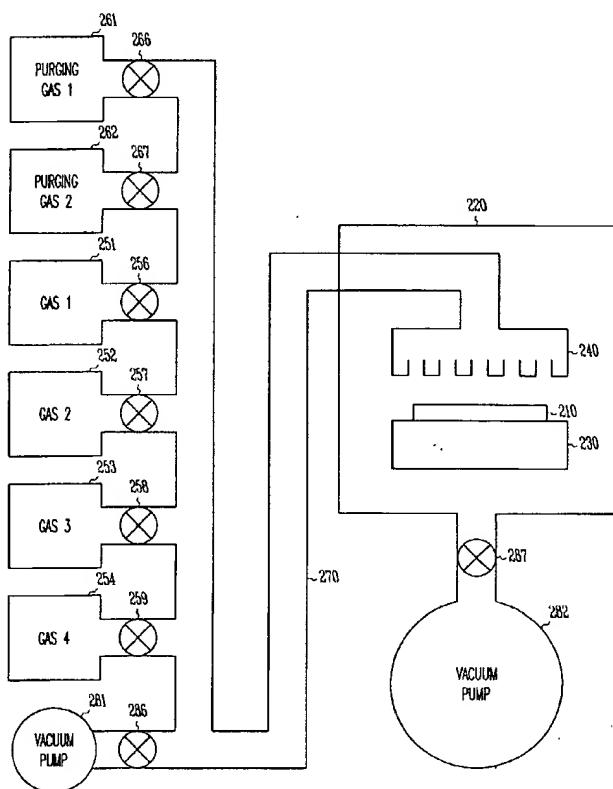 261
266
PURGING
GAS 1
262
267
PURGING
GAS 2
220
251
256
GAS 1
240
252
257
GAS 2
210
230
253
258
GAS 3
287
270
254
259
GAS 4
282
VACUUM
PUMP
281
286
VACUUM
PUMP